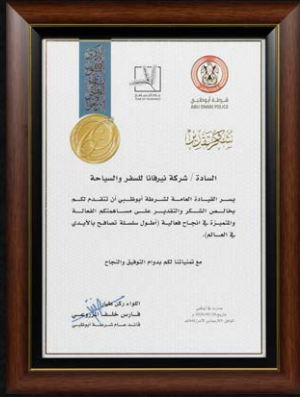 شرطة أبوظبي
ABU DHABI POLICE
شكر وتقدير
السادة / شركة نيرفانا للسفر والسياحة
يسر القيادة العامة لشرطة أبوظبي أن تتقدم لكم
بخالص الشكر والتقدير على مساهمتكم الفعالة
والمتميزة في انجاح فعالية (أطول سلسلة تصافح بالأيدي
في العالم).
مع تمنياتنا لكم بدوام التوفيق والنجاح
اللواء ركن طيار
فارس خلف المزروعي
قائد عام شرطة أبوظبي